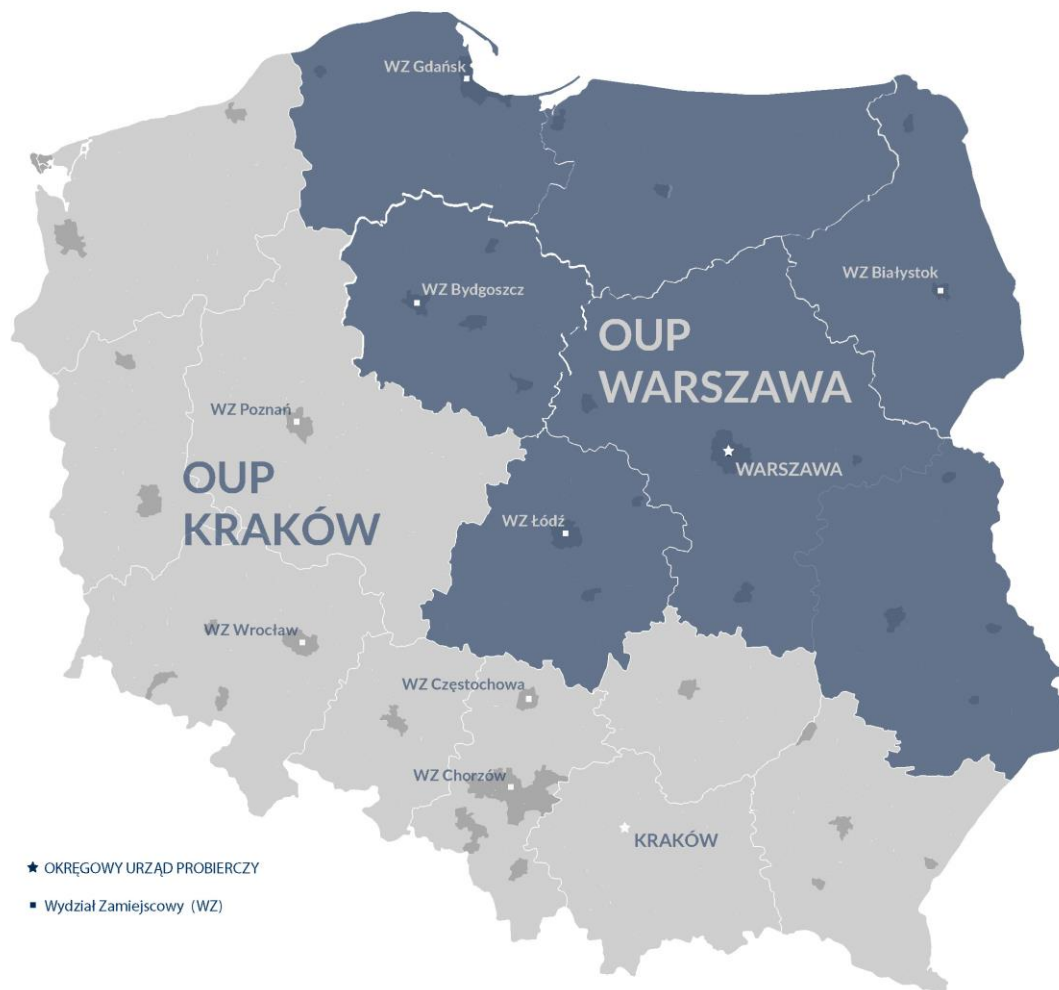 WZ Gdańsk
WZ Białystok
WZ Bydgoszcz
OUP
WARSZAWA
WZ Poznań
WARSZAWA
OUP
KRAKÓW
WZ Łódź
WZ Wrocław
WZ Częstochowa
WZ Chorzów
KRAKÓW
OKRĘGOWY URZĄD PROBIERCZY
Wydział Zamiejscowy (WZ)